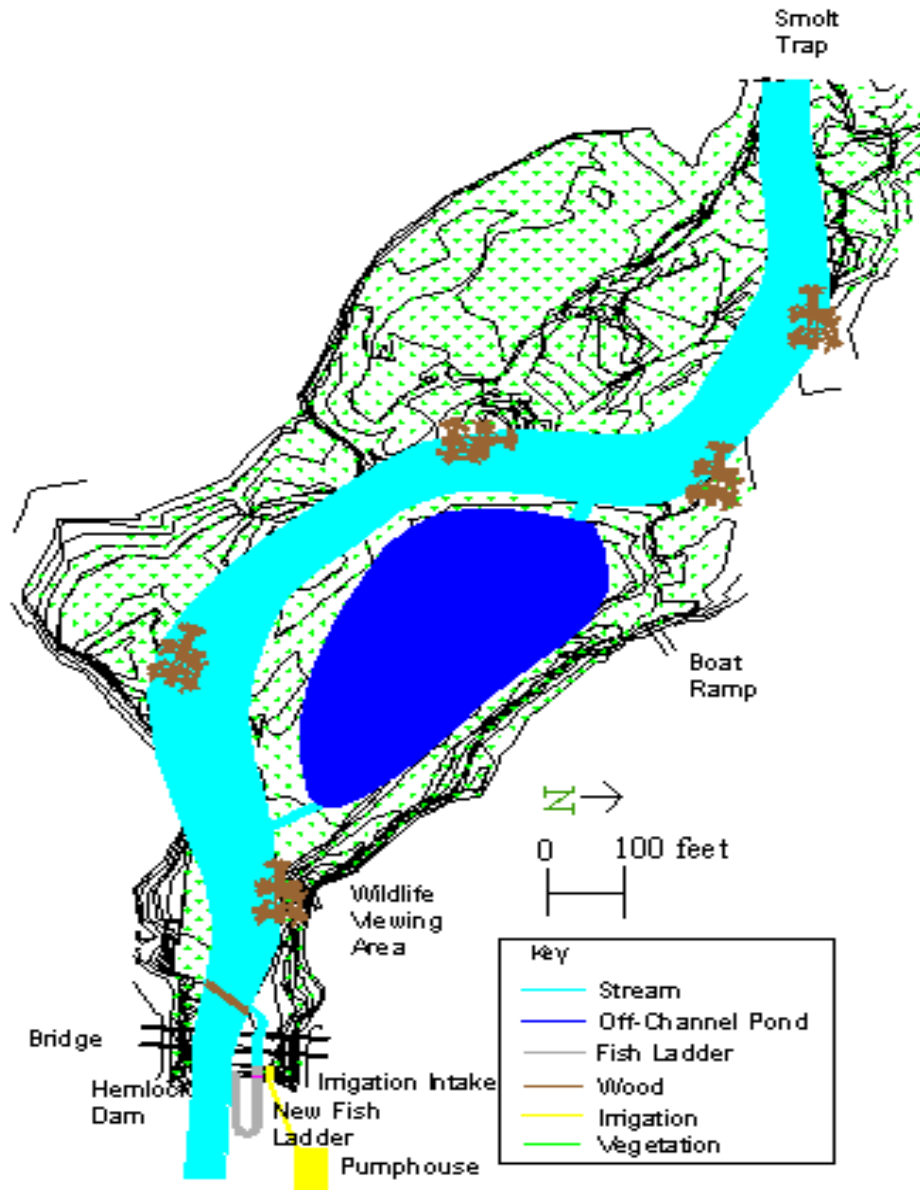 Smolt
Trap
Boat
Ramp
N
0 100 feet
Wildlife
Viewing
Area
Key
Stream
Off-Channel Pond
Fish Ladder
Wood
Irrigation
Vegetation
Bridge
Hemlock
Dam
Irrigation Intake
New Fish
Ladder
Pumphouse